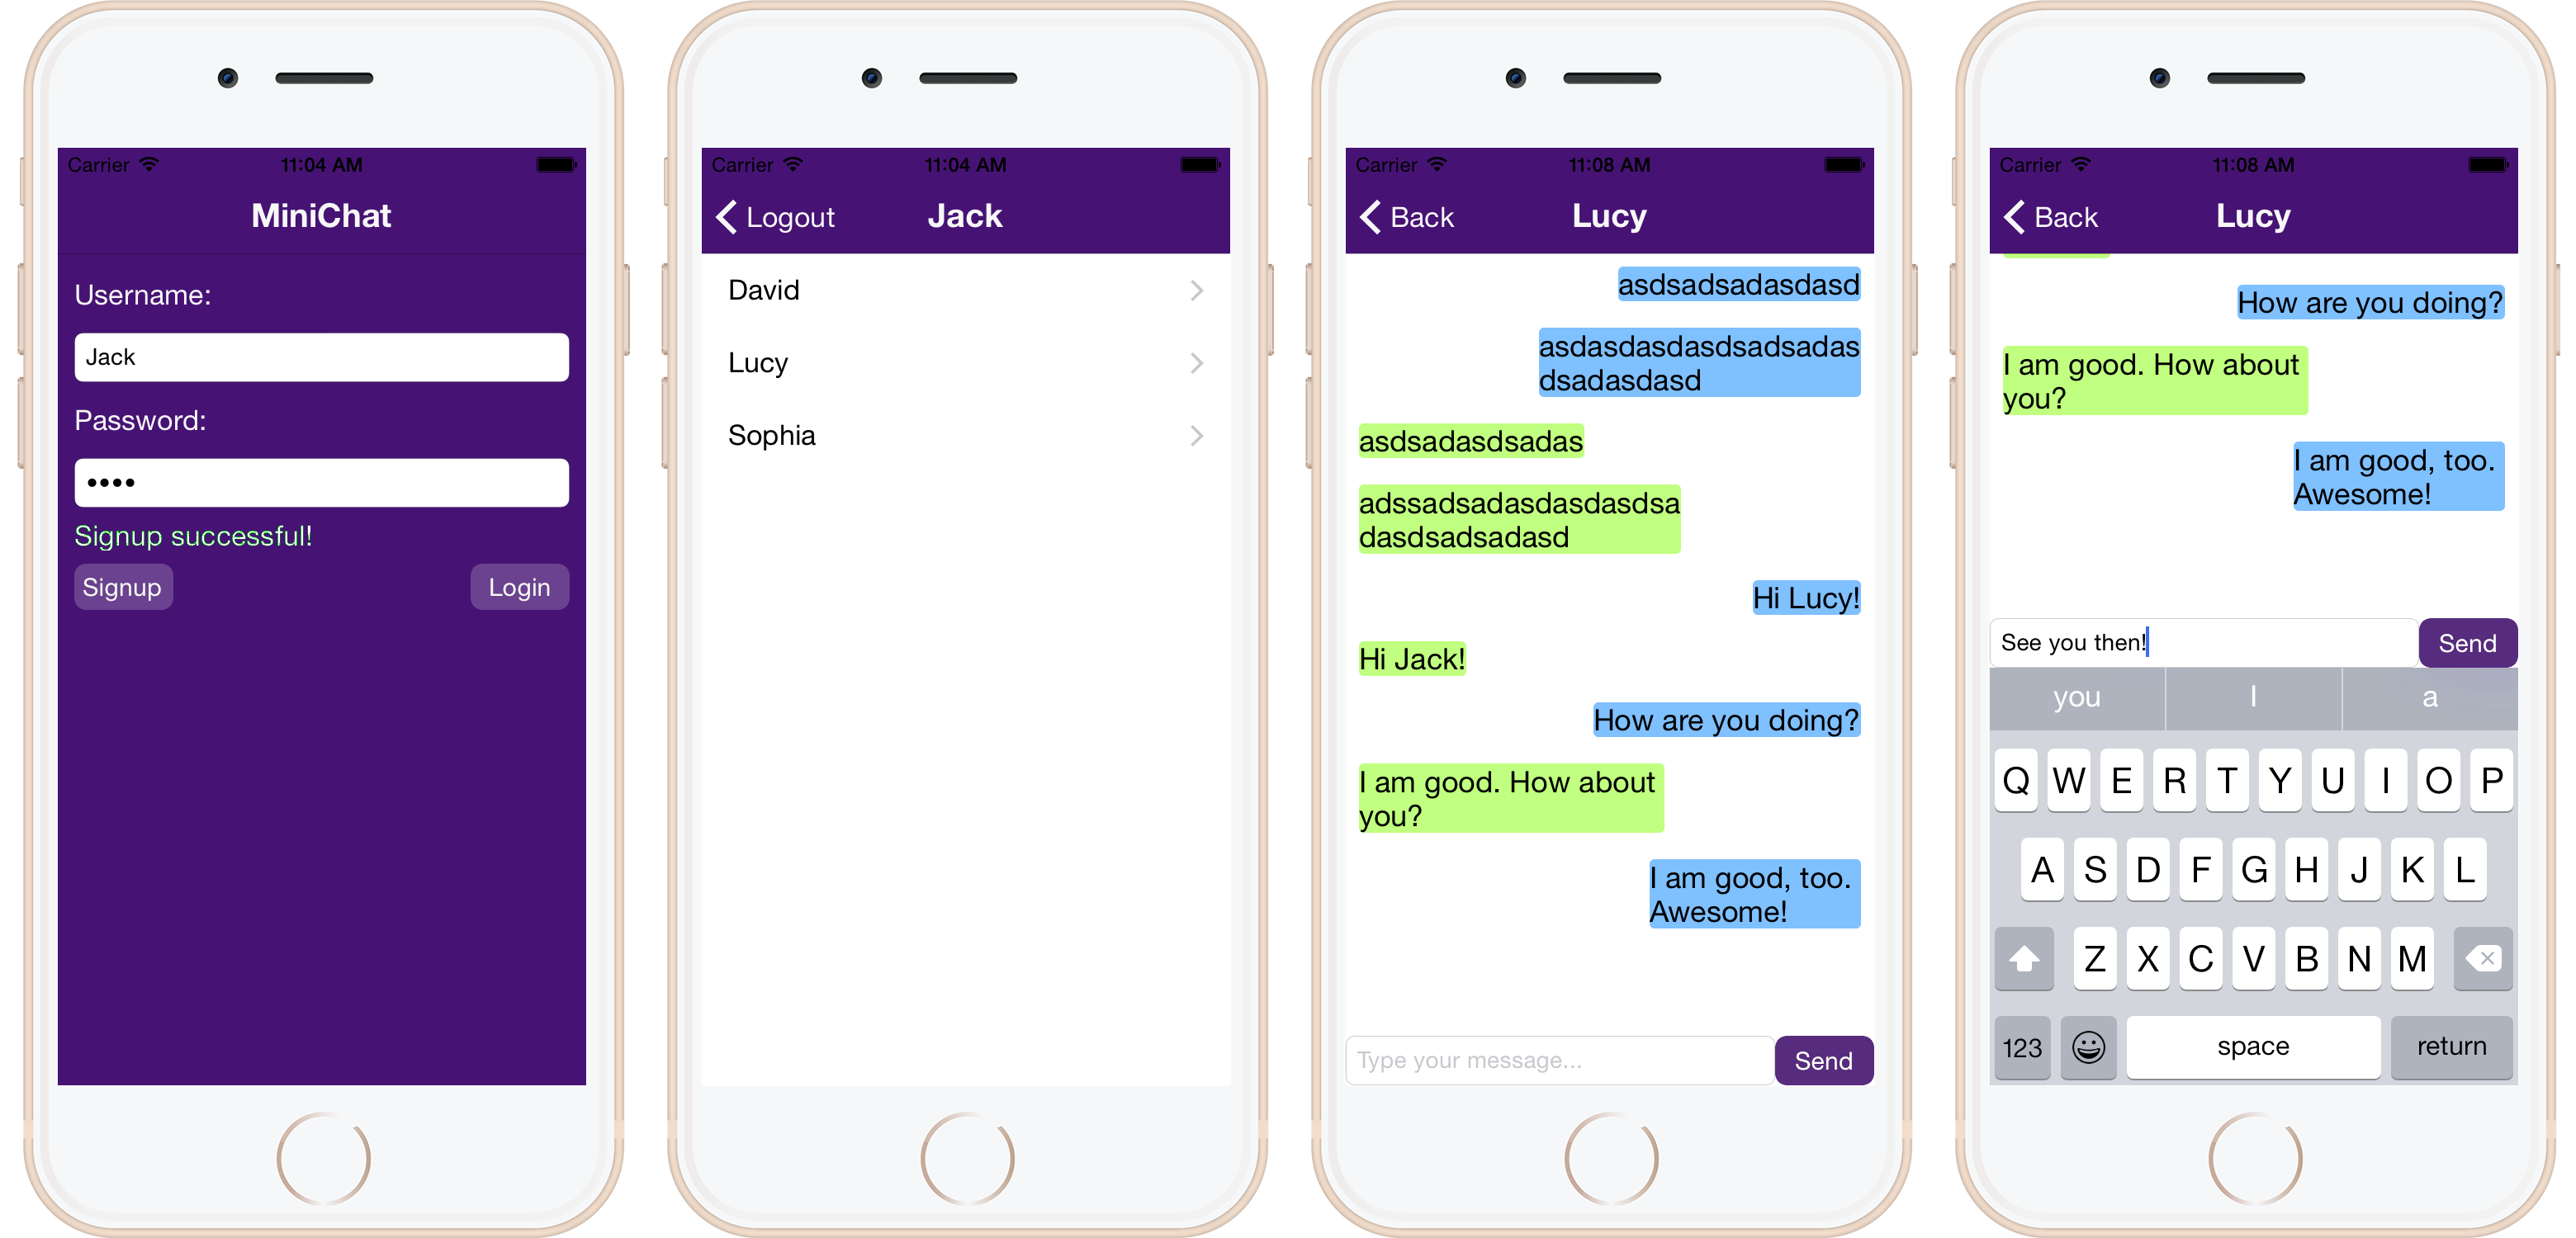 Carrier 11:04 AM
MiniChat
Username:
Jack
Password:
••••
Signup successful!
Signup Login
Carrier 11:04 AM
Logout Jack
David
Lucy
Sophia
Carrier 11:08 AM
Back Lucy
asdsadsadasdasd
asdasdasdasdsadsadas
dsadasdasd
asdsadasdsadas
adssadsadasdasdasdsa
dasdsadsadasd
Hi Lucy!
Hi Jack!
How are you doing?
I am good. How about
you?
I am good, too.
Awesome!
Type your message... Send
Carrier 11:08 AM
Back Lucy
How are you doing?
I am good. How about
you?
I am good, too.
Awesome!
See you then! Send
you I a
Q W E R T Y U I O P
A S D F G H J K L
Z X C V B N M
123 space return